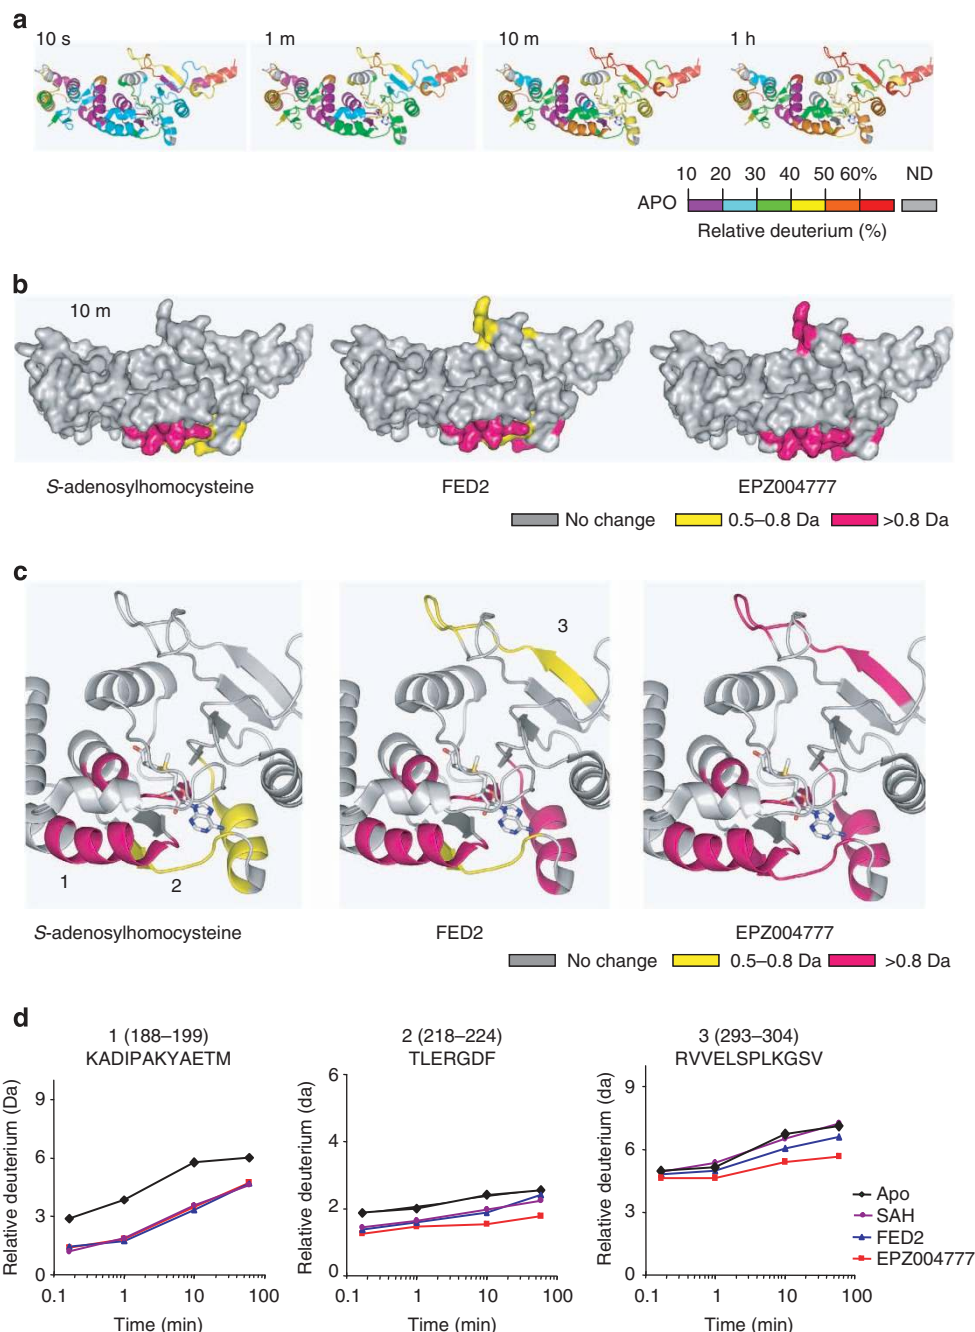 a
10 s
1 m
10 m
1 h
10 20 30 40 50 60% ND
APO
Relative deuterium (%)
b
10 m
S-adenosylhomocysteine
FED2
EPZ004777
No change
0.5–0.8 Da
>0.8 Da
c
3
1
2
S-adenosylhomocysteine
FED2
EPZ004777
No change
0.5–0.8 Da
>0.8 Da
d
1 (188–199)
KADIPAKYAETM
Relative deuterium (Da)
9
6
3
0
0.1 1 10 100
Time (min)
2 (218–224)
TLERGDF
Relative deuterium (da)
6
4
2
0
0.1 1 10 100
Time (min)
3 (293–304)
RVVELSPLKGSV
Relative deuterium (da)
9
6
3
0
0.1 1 10 100
Time (min)
Apo
SAH
FED2
EPZ004777